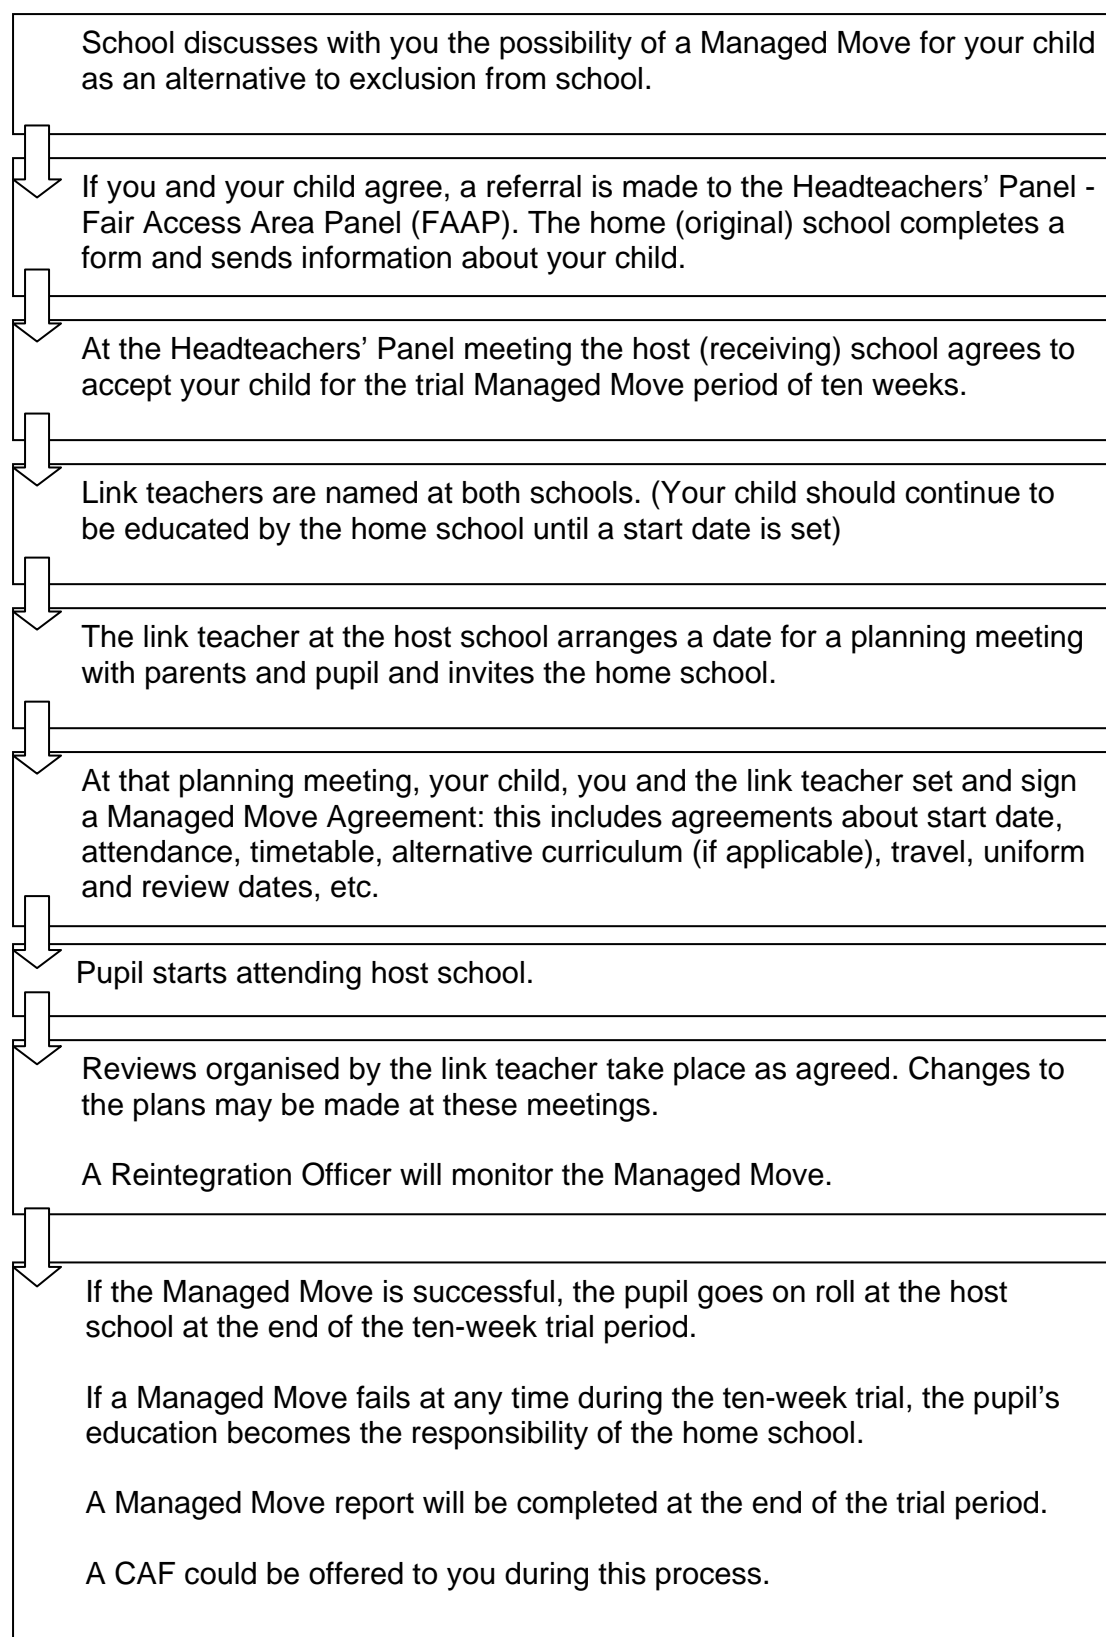 School discusses with you the possibility of a Managed Move for your child
as an alternative to exclusion from school.
If you and your child agree, a referral is made to the Headteachers’ Panel -
Fair Access Area Panel (FAAP). The home (original) school completes a
form and sends information about your child.
At the Headteachers’ Panel meeting the host (receiving) school agrees to
accept your child for the trial Managed Move period of ten weeks.
Link teachers are named at both schools. (Your child should continue to
be educated by the home school until a start date is set)
The link teacher at the host school arranges a date for a planning meeting
with parents and pupil and invites the home school.
At that planning meeting, your child, you and the link teacher set and sign
a Managed Move Agreement: this includes agreements about start date,
attendance, timetable, alternative curriculum (if applicable), travel, uniform
and review dates, etc.
Pupil starts attending host school.
Reviews organised by the link teacher take place as agreed. Changes to
the plans may be made at these meetings.
A Reintegration Officer will monitor the Managed Move.
If the Managed Move is successful, the pupil goes on roll at the host
school at the end of the ten-week trial period.
If a Managed Move fails at any time during the ten-week trial, the pupil’s
education becomes the responsibility of the home school.
A Managed Move report will be completed at the end of the trial period.
A CAF could be offered to you during this process.